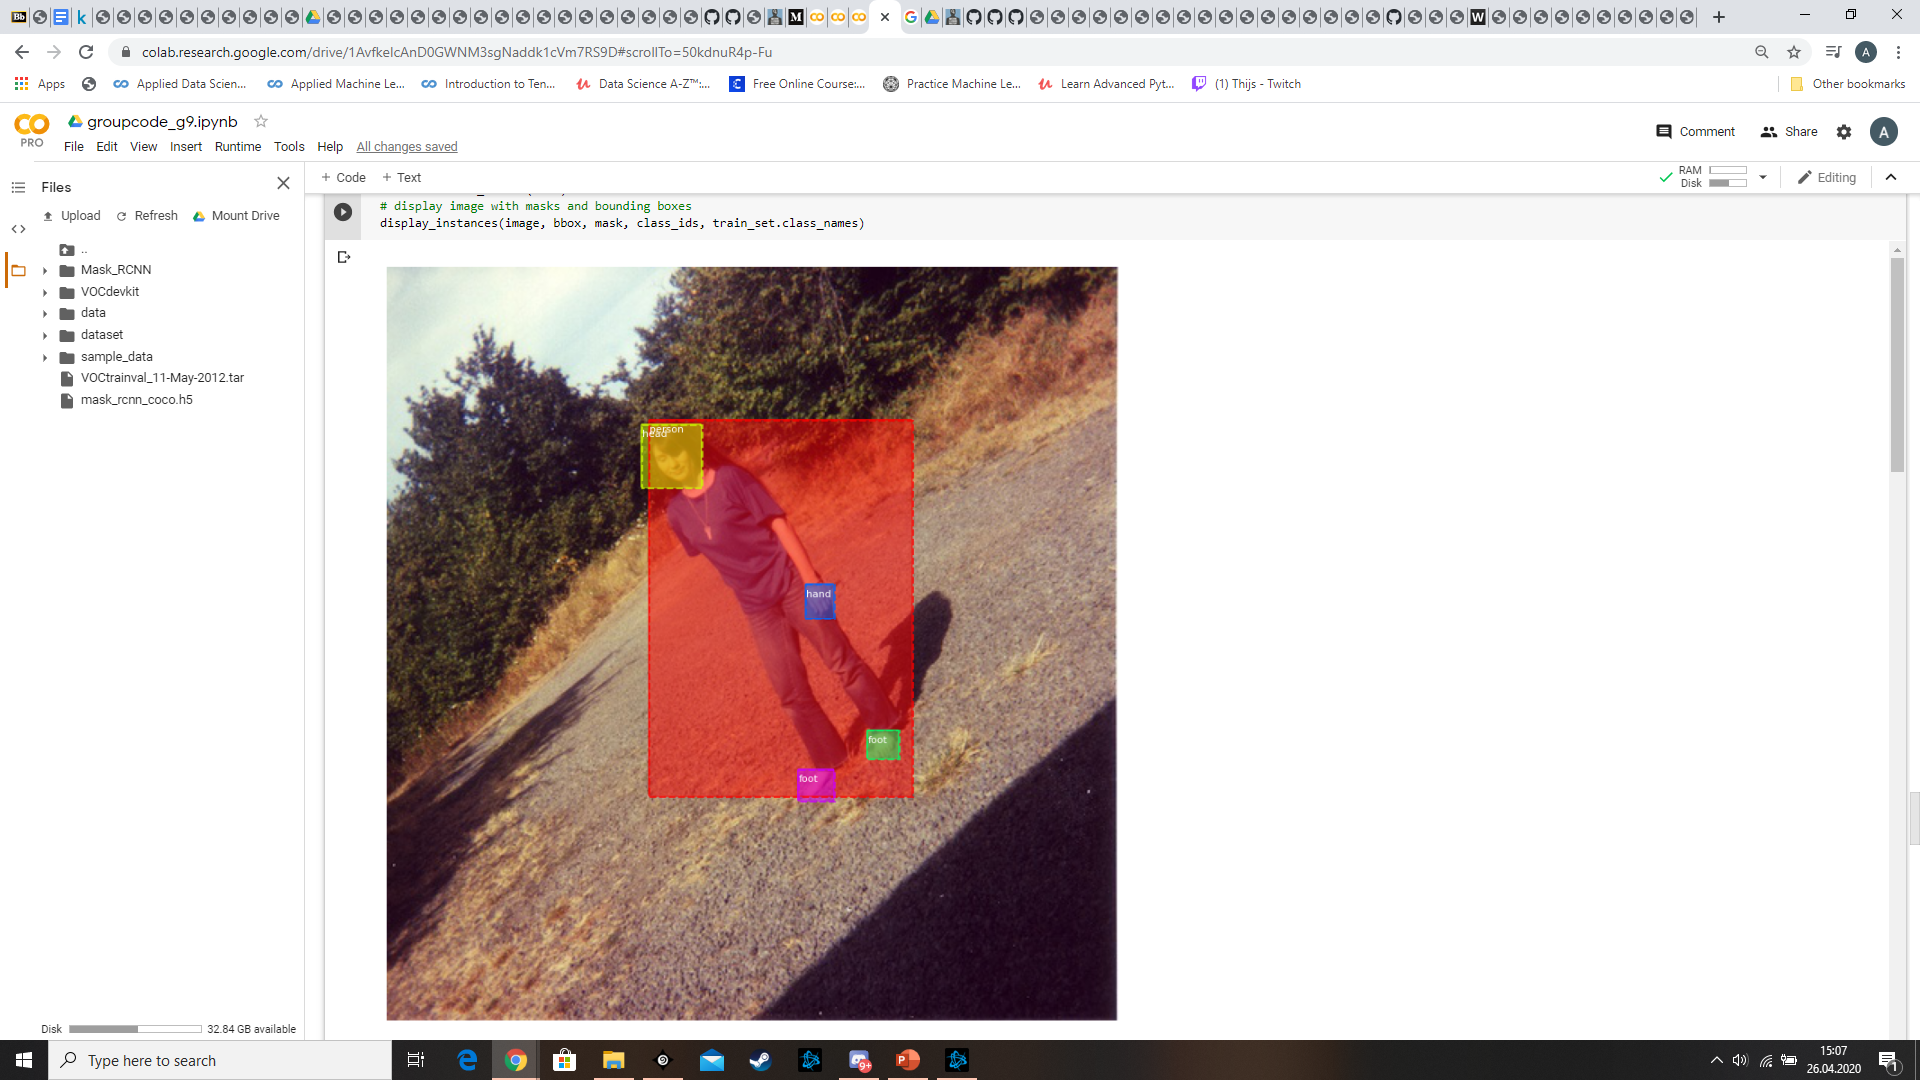 Bb
k
M
G
W
colab.research.google.com/drive/1AvfkelcAnD0GWNM3sgNaddk1cVm7RS9D#scrollTo=50kdnuR4p-Fu
A
Apps
Applied Data Scien...
Applied Machine Le...
Introduction to Ten...
Data Science A-Z™:...
Free Online Course:...
Practice Machine Le...
Learn Advanced Pyt...
(1) Thijs - Twitch
Other bookmarks
PRO
groupcode_g9.ipynb
File Edit View Insert Runtime Tools Help All changes saved
Comment
Share
A
Files
+ Code + Text
RAM
Disk
Editing
Upload
Refresh
Mount Drive
..
Mask_RCNN
VOCdevkit
data
dataset
sample_data
VOCtrainval_11-May-2012.tar
mask_rcnn_coco.h5
# display image with masks and bounding boxes
display_instances(image, bbox, mask, class_ids, train_set.class_names)
person
head
hand
foot
foot
Disk
32.84 GB available
Type here to search
9+
P
15:07
26.04.2020
1